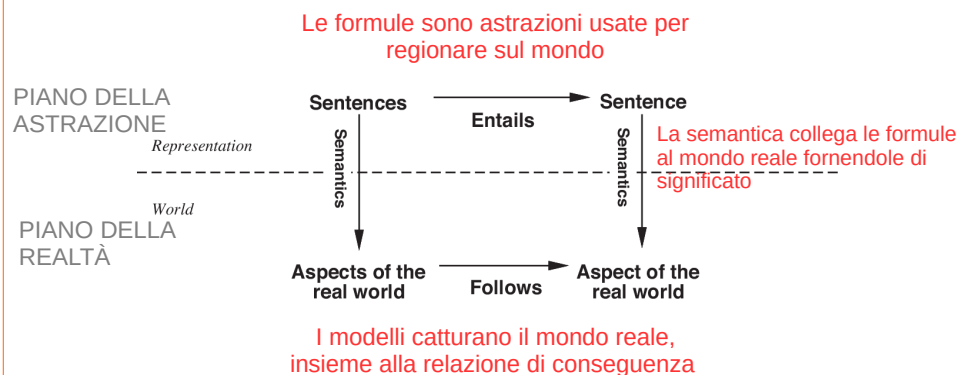 Le formule sono astrazioni usate per
regionare sul mondo
PIANO DELLA
ASTRAZIONE
Sentences
Entails
Sentence
Representation
Semantics
Semantics
La semantica collega le formule
al mondo reale fornendole di
significato
World
PIANO DELLA
REALTÀ
Aspects of the
real world
Follows
Aspect of the
real world
I modelli catturano il mondo reale,
insieme alla relazione di conseguenza